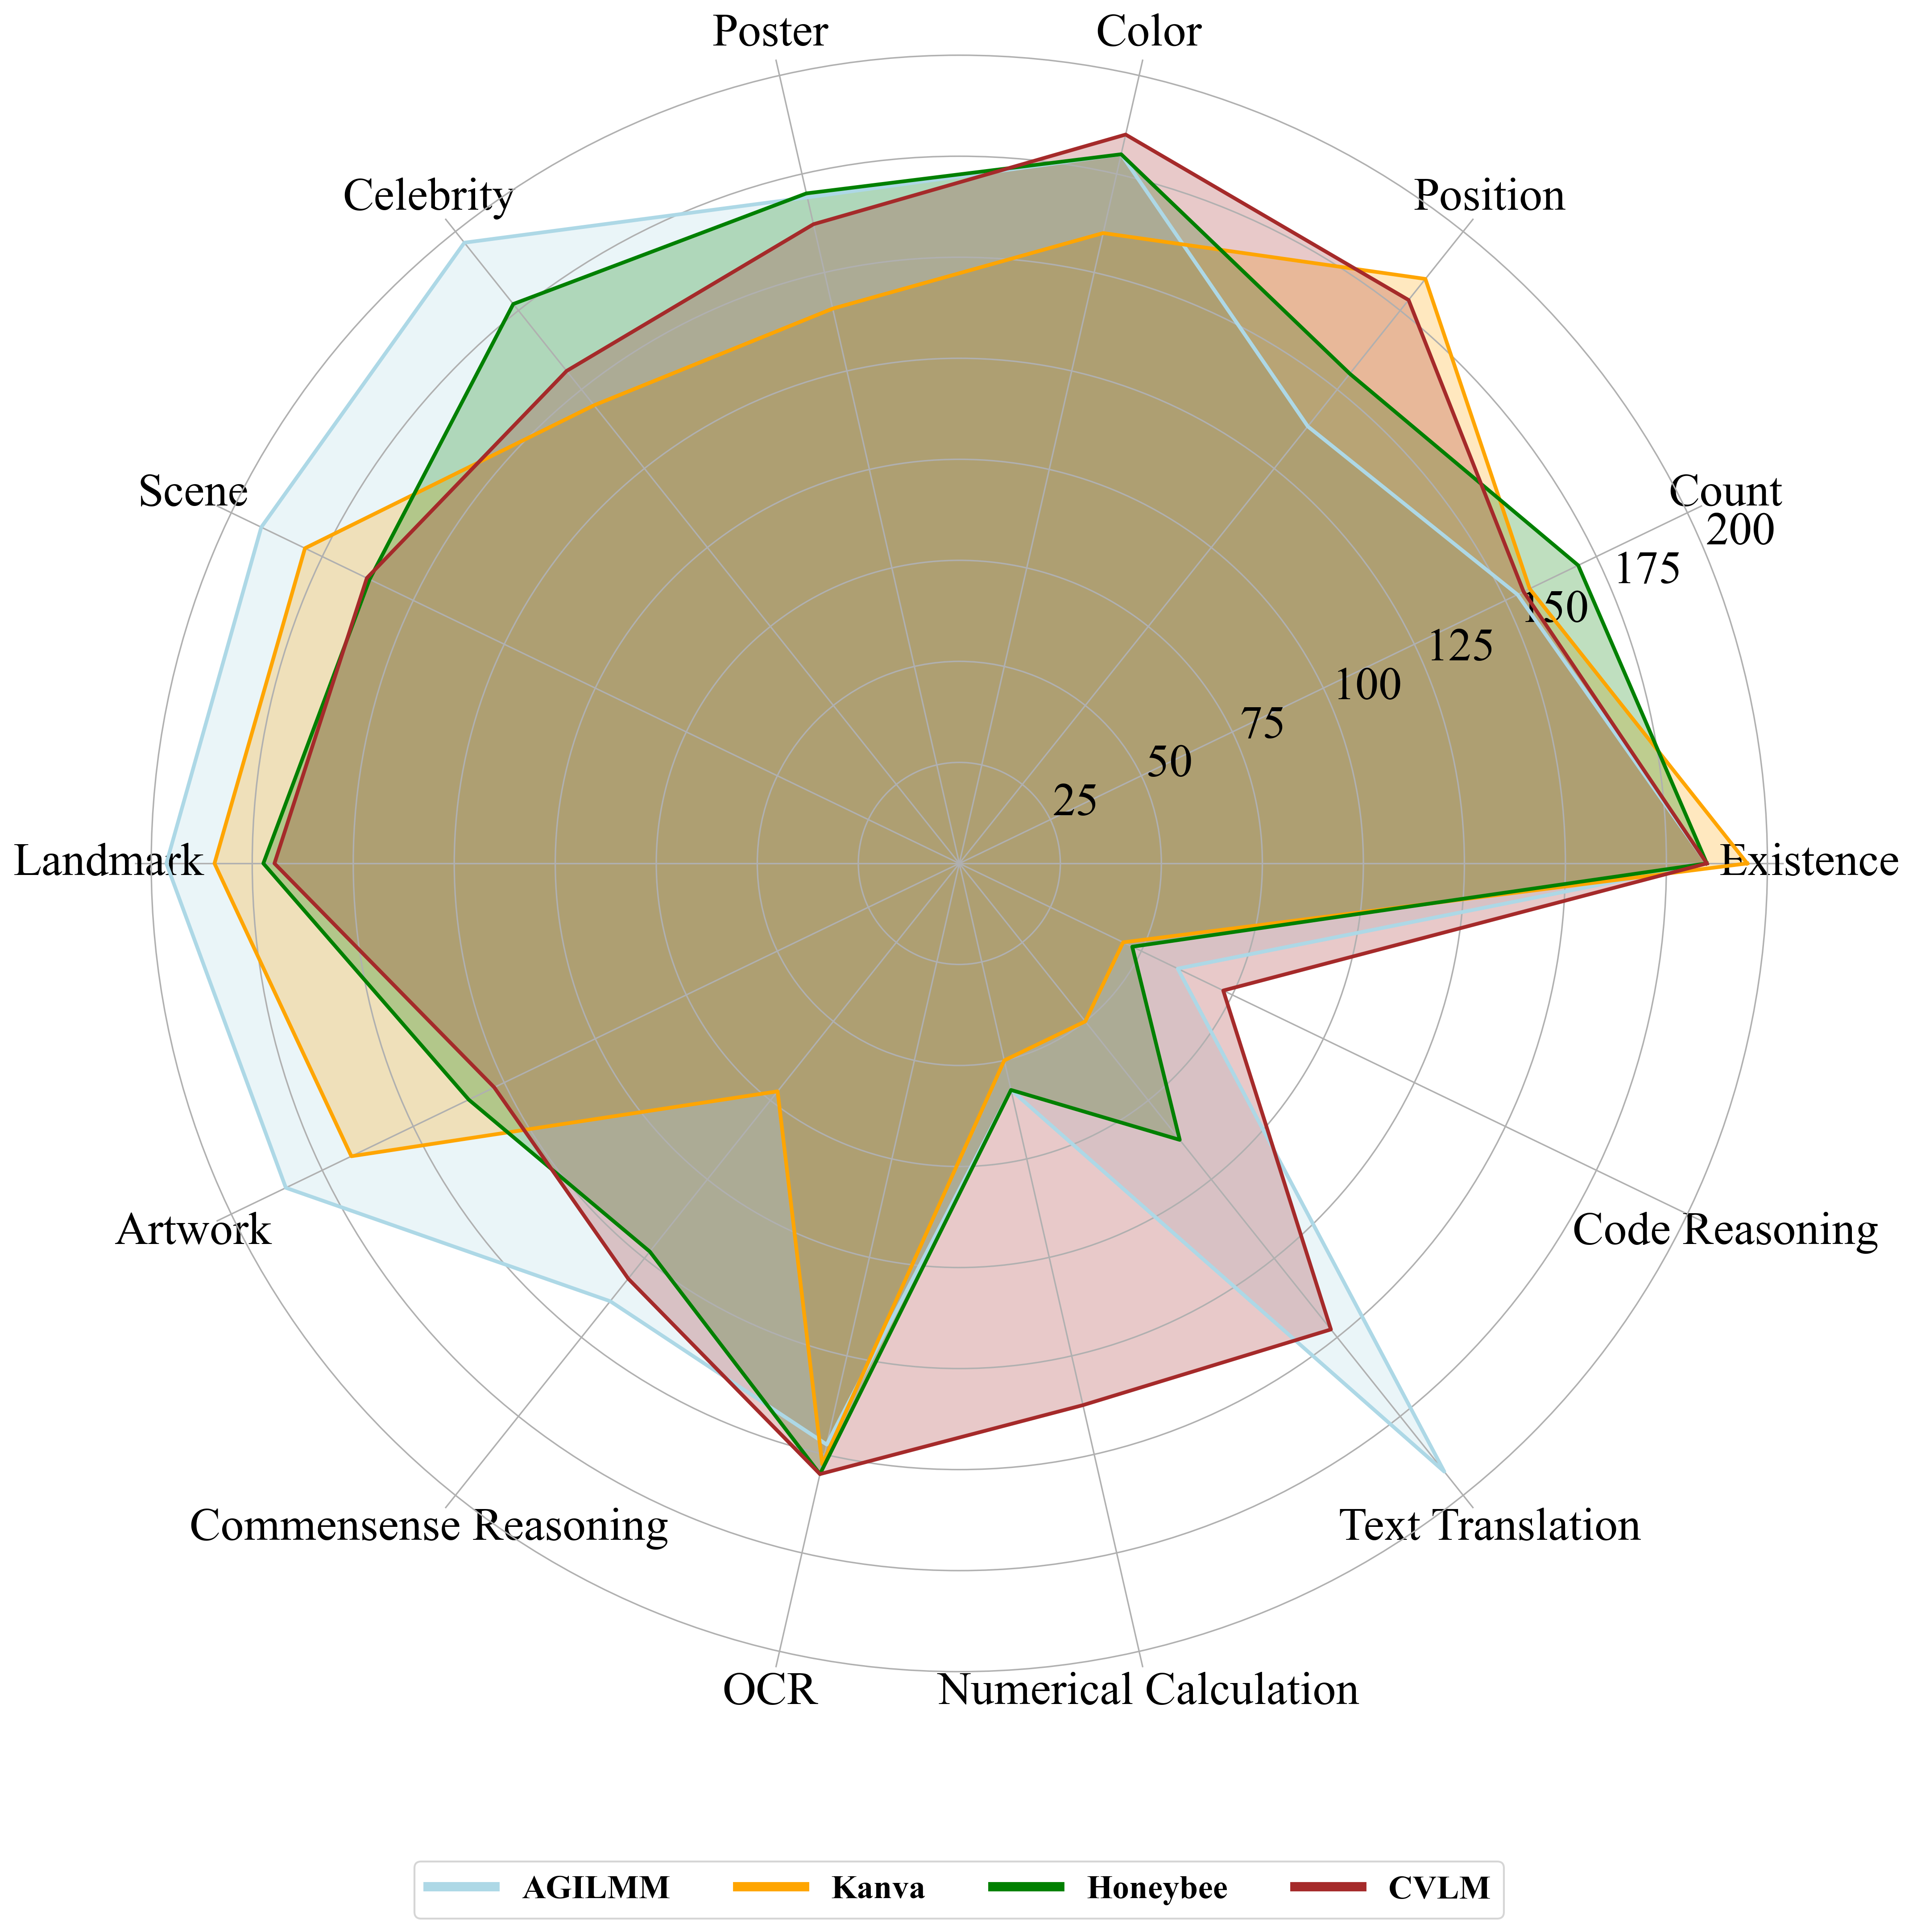 Poster
Color
Celebrity
Position
Scene
Count
200
175
150
125
100
75
50
25
Landmark
Existence
Artwork
Code Reasoning
Commensense Reasoning
Text Translation
OCR
Numerical Calculation
AGILMM Kanva Honeybee CVLM